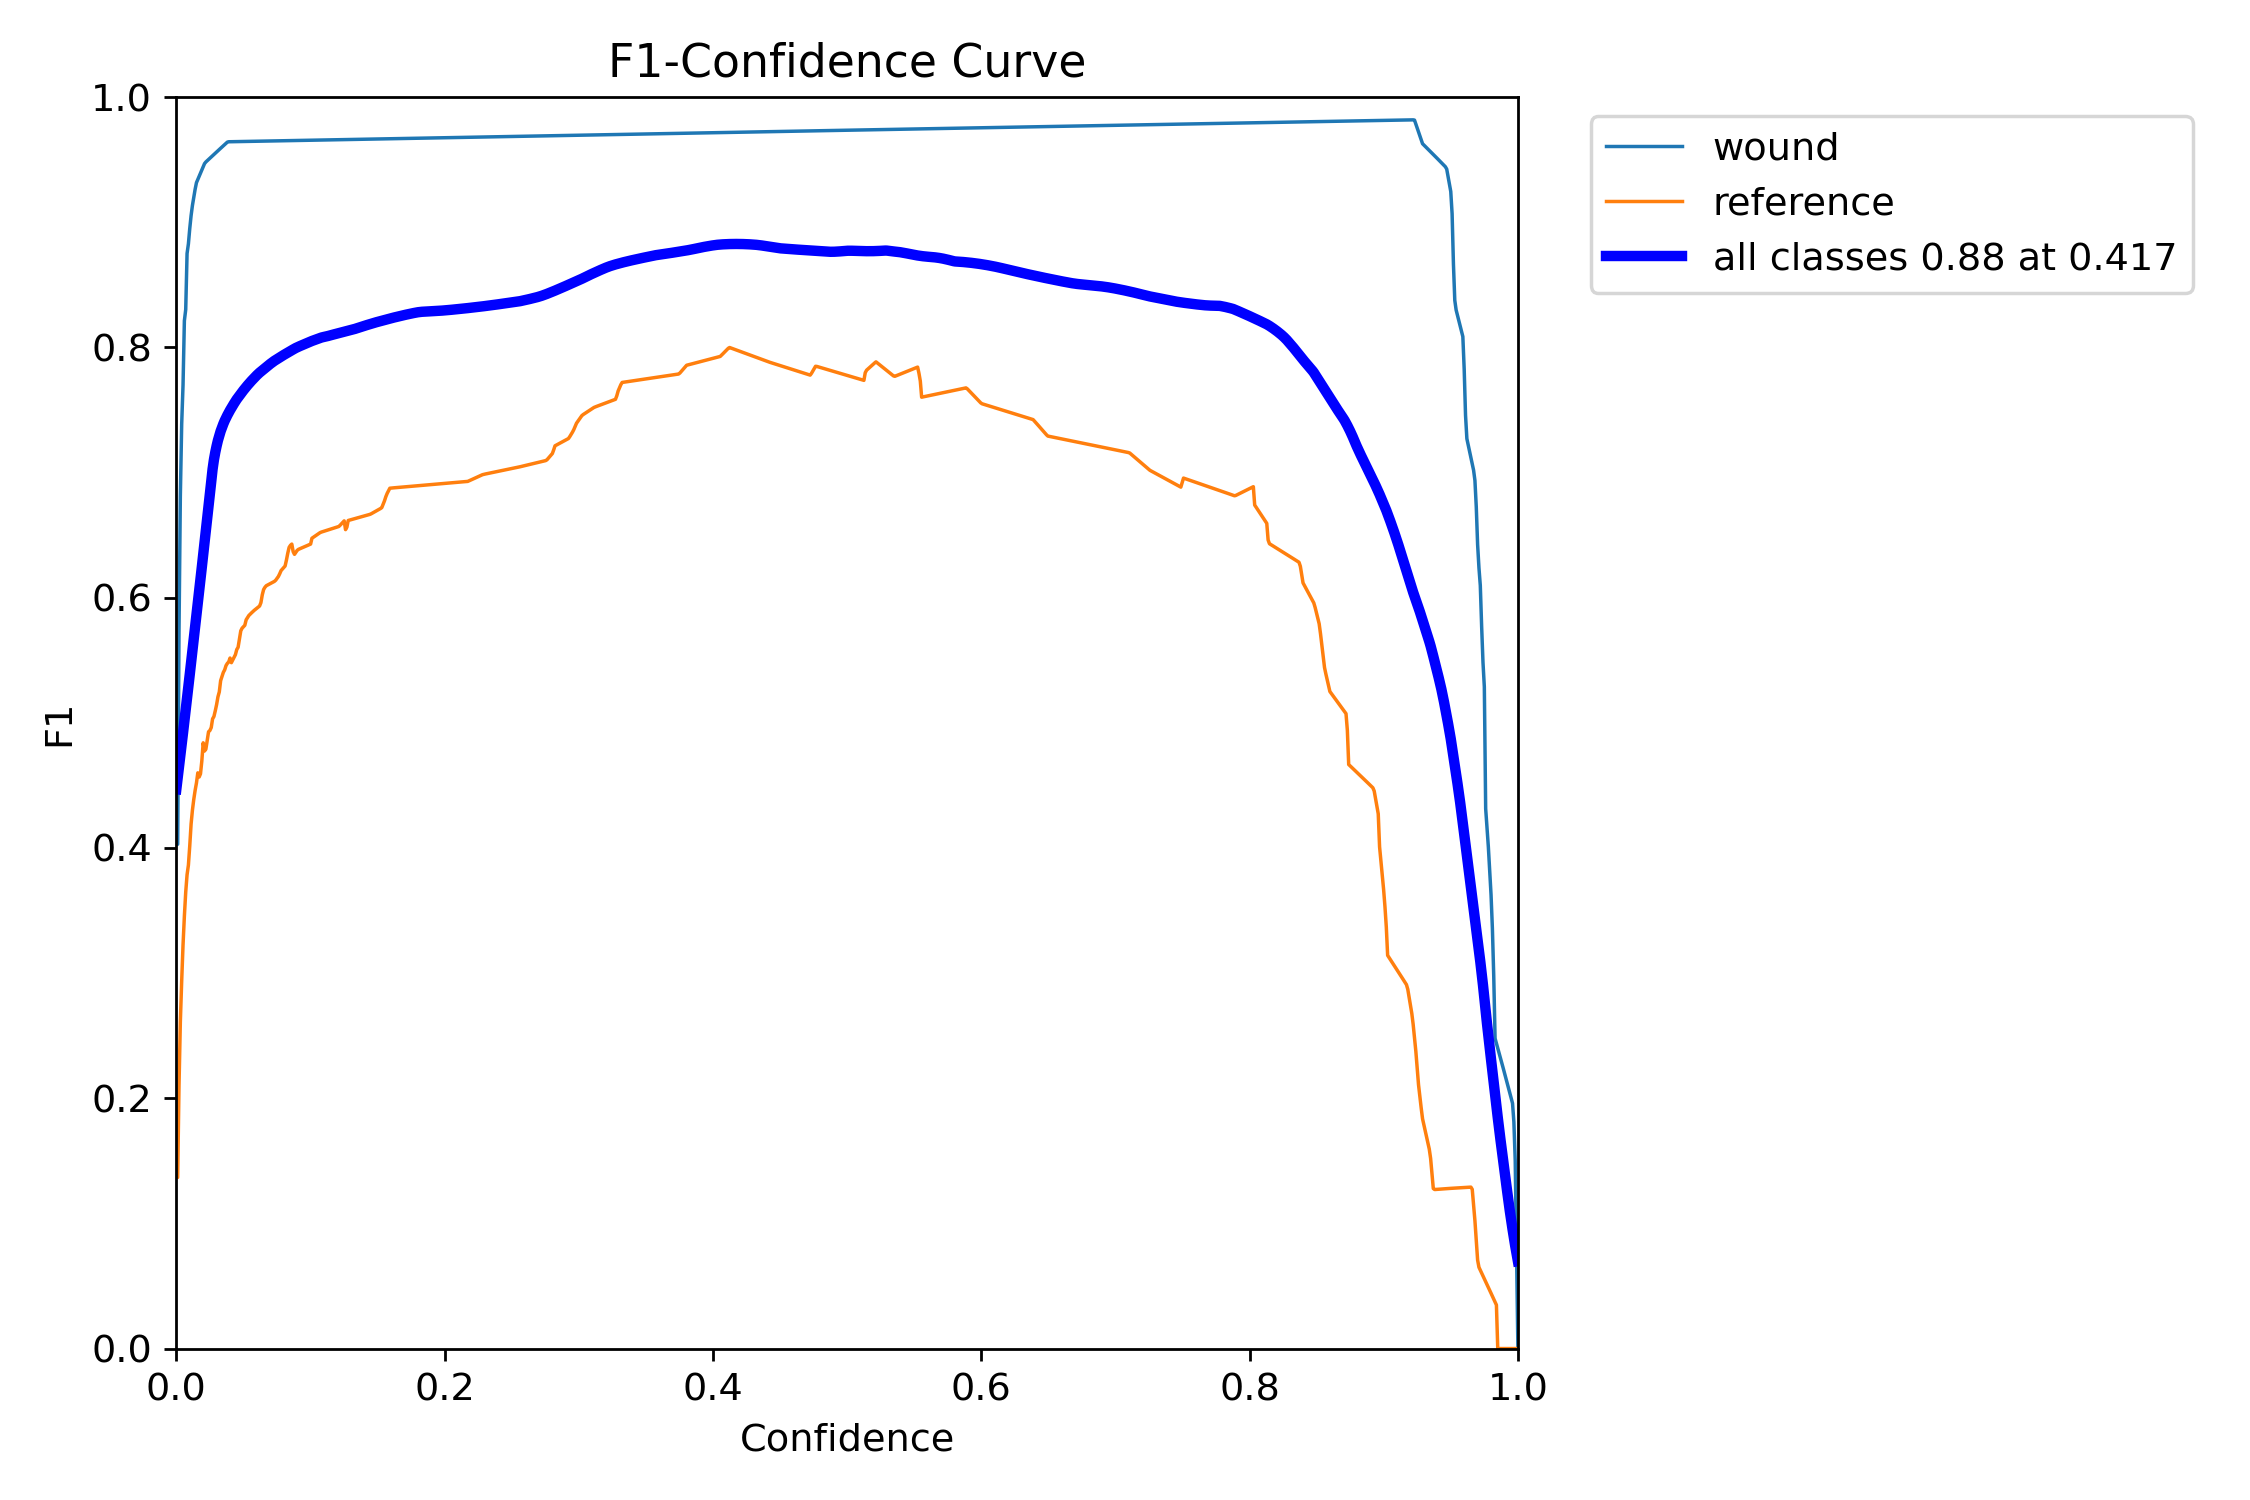 F1-Confidence Curve
1.0
0.8
0.6
0.4
0.2
0.0
F1
0.0 0.2 0.4 0.6 0.8 1.0
Confidence
wound
reference
all classes 0.88 at 0.417